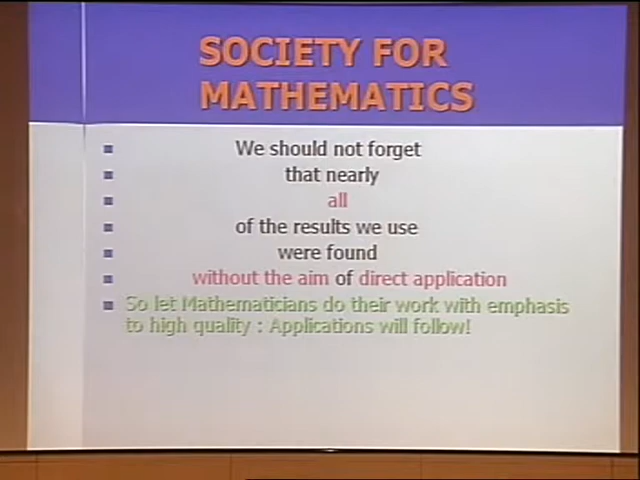 SOCIETY FOR
MATHEMATICS
We should not forget
that nearly
all
of the results we use
were found
without the aim of direct application
So let Mathematicians do their work with emphasis
to high quality : Applications will follow!